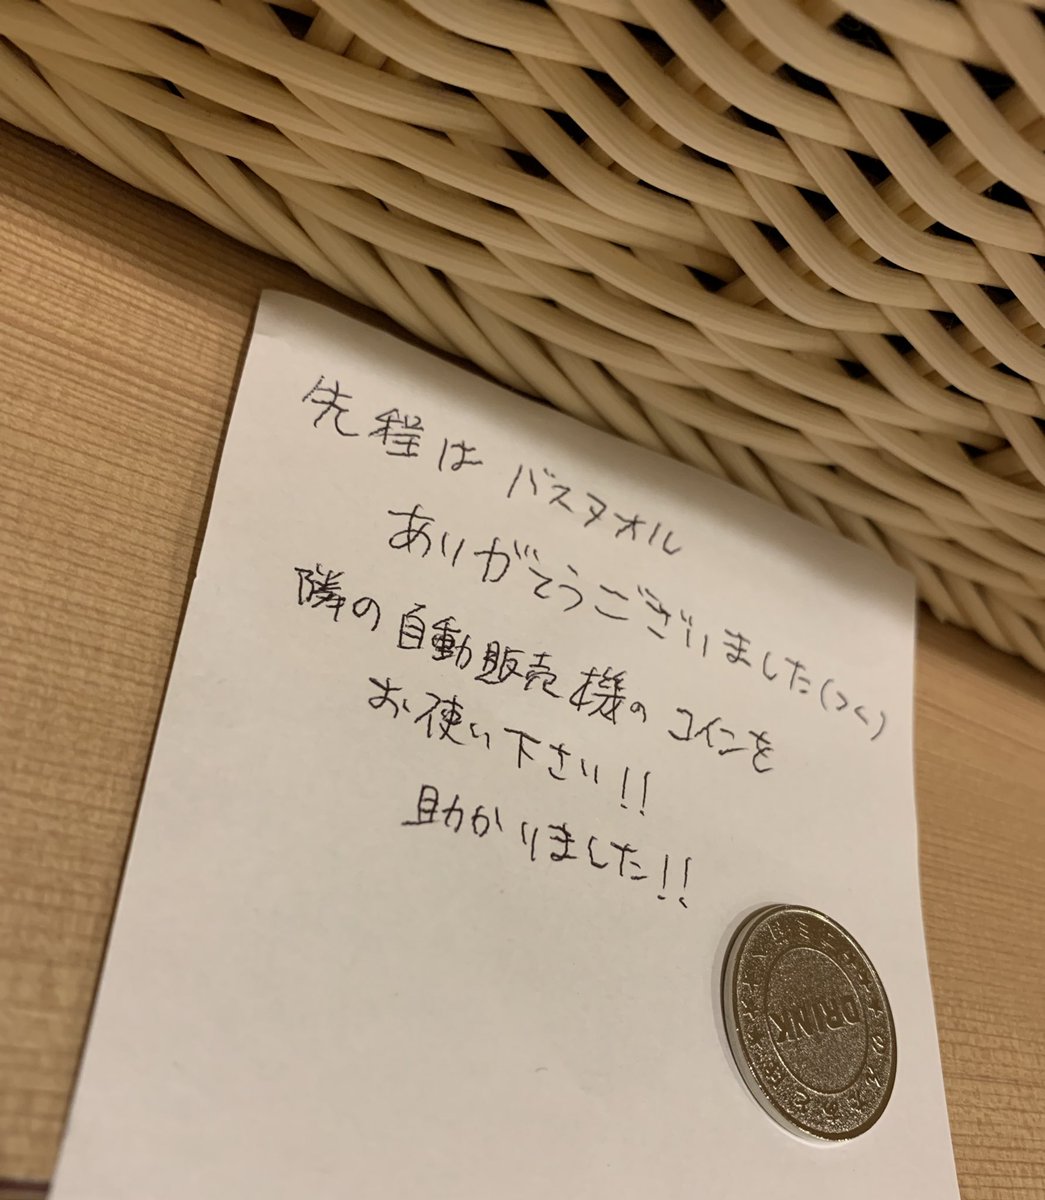 先程は バスタオル
ありがとうございました(つく)
隣の自動販売機のコインを
お使い下さい!!
助かりました!!
DRINK